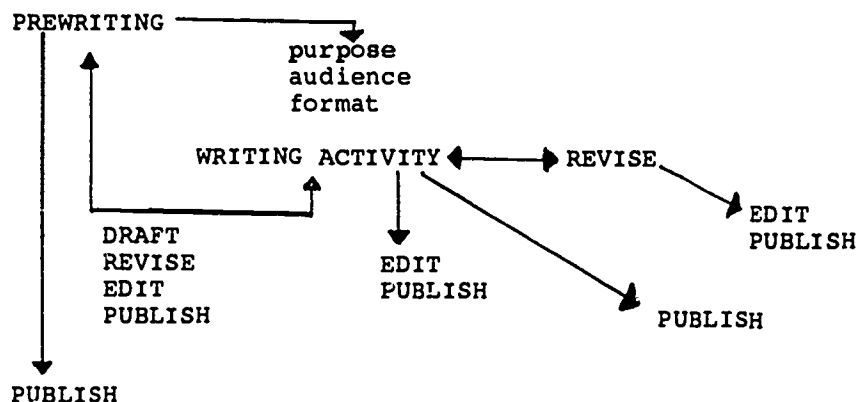 PREWRITING
purpose
audience
format
WRITING ACTIVITY
REVISE
EDIT
PUBLISH
DRAFT
REVISE
EDIT
PUBLISH
EDIT
PUBLISH
PUBLISH
PUBLISH